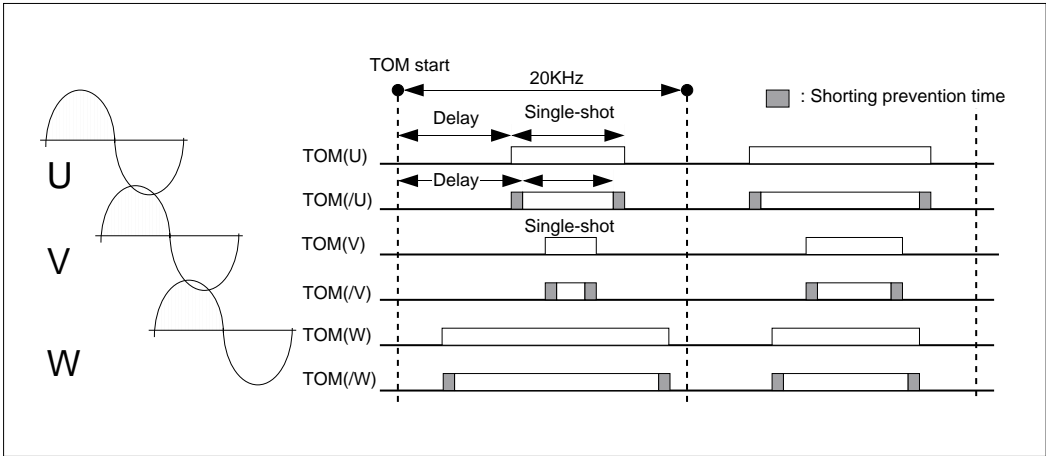 TOM start
20KHz
: Shorting prevention time
Delay
Single-shot
TOM(U)
U
Delay
TOM(/U)
Single-shot
TOM(V)
V
TOM(/V)
TOM(W)
W
TOM(/W)